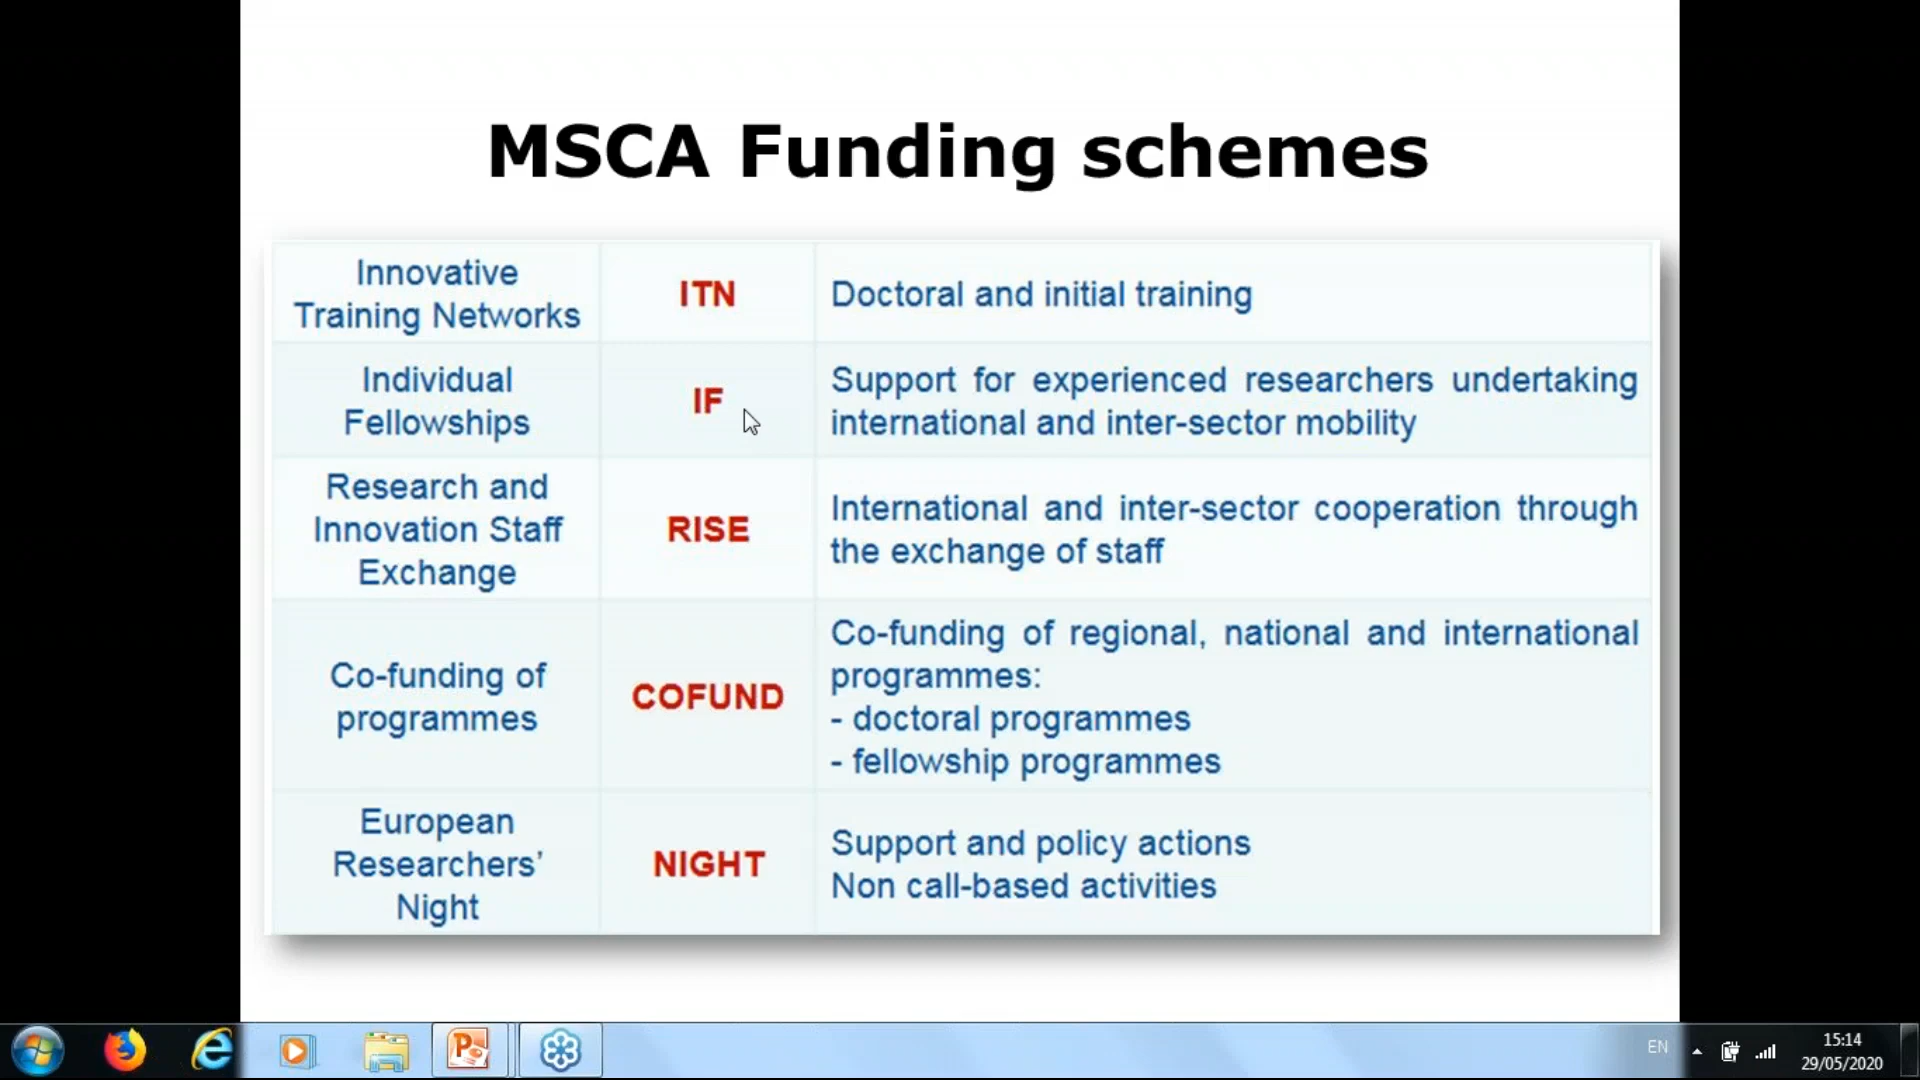 MSCA Funding schemes
Innovative
Training Networks
ITN
Doctoral and initial training
Individual
Fellowships
IF
Support for experienced researchers undertaking
international and inter-sector mobility
Research and
Innovation Staff
Exchange
RISE
International and inter-sector cooperation through
the exchange of staff
Co-funding of
programmes
COFUND
Co-funding of regional, national and international
programmes:
- doctoral programmes
- fellowship programmes
European
Researchers’
Night
NIGHT
Support and policy actions
Non call-based activities
EN
15:14
29/05/2020